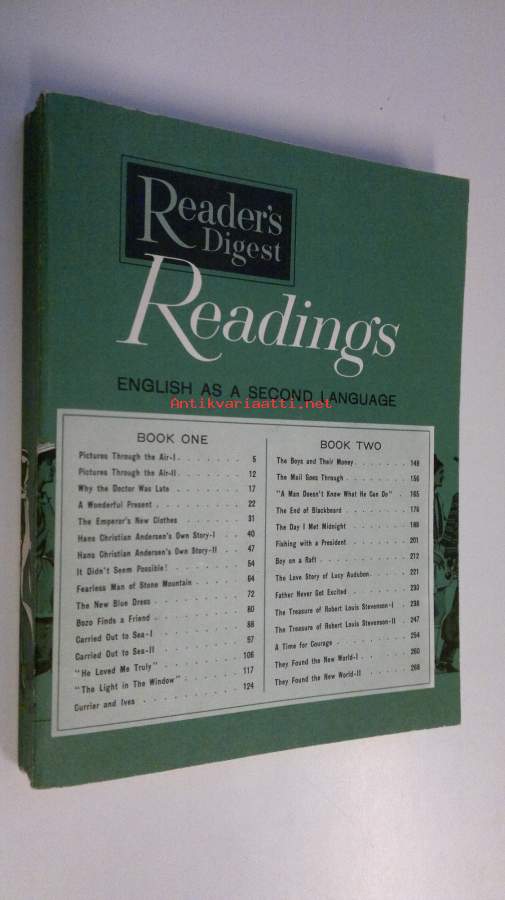 Reader's
Digest
Readings
ENGLISH AS A SECOND LANGUAGE
Antikvariaatti.net
BOOK ONE
Pictures Through the Air-I . . . . . . . 5
Pictures Through the Air-II . . . . . . . 12
Why the Doctor Was Late . . . . . . . 17
A Wonderful Present . . . . . . . 22
The Emperor's New Clothes . . . . . . . 31
Hans Christian Andersen's Own Story-I . . . 40
Hans Christian Andersen's Own Story-II . . . 47
It Didn't Seem Possible! . . . . . . . 54
Fearless Man of Stone Mountain . . . . . 64
The New Blue Dress . . . . . . . 72
Bozo Finds a Friend . . . . . . . 80
Carried Out to Sea-I . . . . . . . 88
Carried Out to Sea-II . . . . . . . 97
"He Loved Me Truly" . . . . . . . 106
"The Light in The Window" . . . . . . . 117
Currier and Ives . . . . . . . 124
BOOK TWO
The Boys and Their Money . . . . . . . 149
The Mail Goes Through . . . . . . . 156
"A Man Doesn't Know What He Can Do" . . 165
The End of Blackbeard . . . . . . . 176
The Day I Met Midnight . . . . . . . 188
Fishing with a President . . . . . . . 201
Boy on a Raft . . . . . . . 212
The Love Story of Lucy Audubon. . . . . . 221
Father Never Got Excited . . . . . . . 230
The Treasure of Robert Louis Stevenson-I . . 238
The Treasure of Robert Louis Stevenson-II . . 247
A Time for Courage . . . . . . . 254
They Found the New World-I . . . . . . . 260
They Found the New World-II . . . . . . . 268